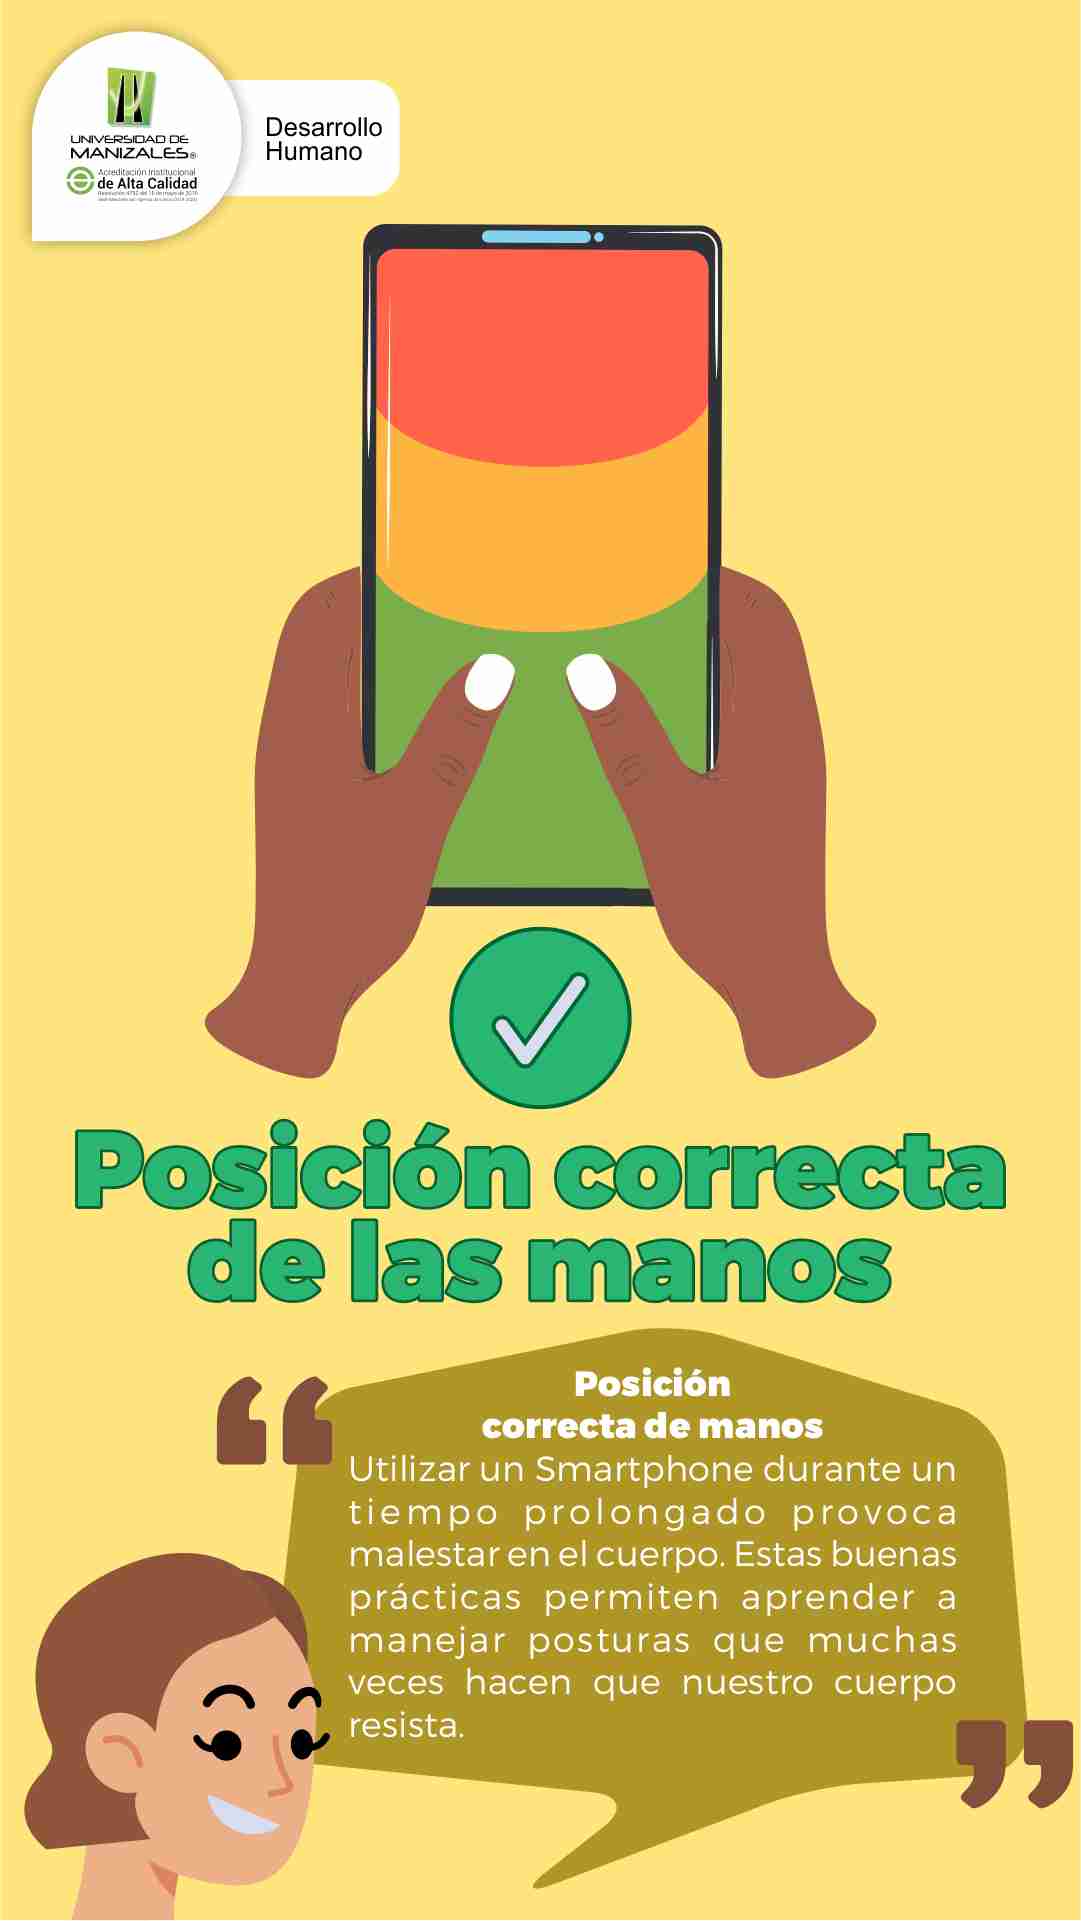 UNIVERSIDAD DE
MANIZALES®
Acreditación Institucional
de Alta Calidad
Desarrollo
Humano
Posición correcta
de las manos
Posición
correcta de manos
Utilizar un Smartphone durante un
tiempo prolongado provoca
malestar en el cuerpo. Estas buenas
prácticas permiten aprender a
manejar posturas que muchas
veces hacen que nuestro cuerpo
resista.